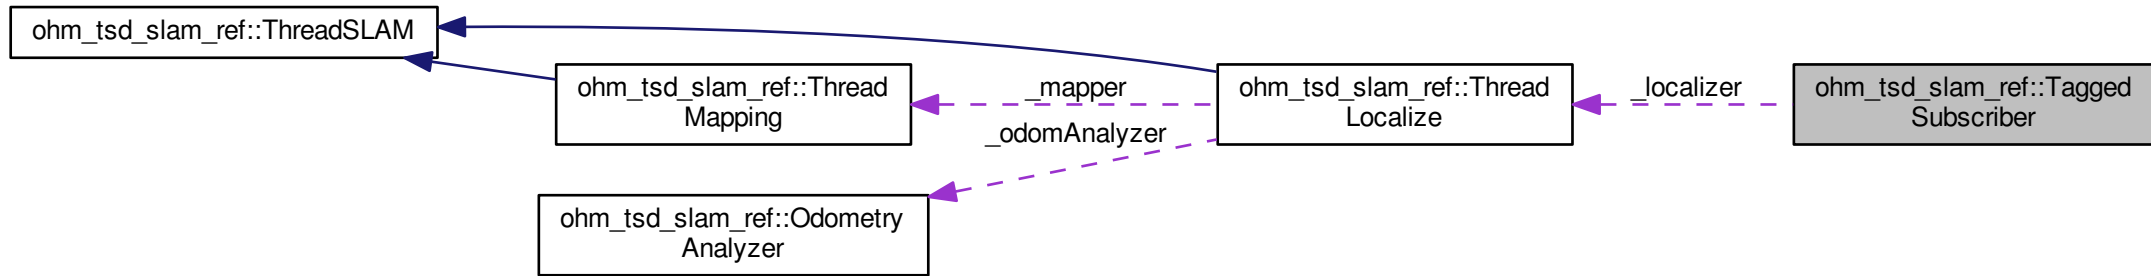 ohm_tsd_slam_ref::ThreadSLAM
ohm_tsd_slam_ref::Thread
Mapping
_mapper
_odomAnalyzer
ohm_tsd_slam_ref::Thread
Localize
_localizer
ohm_tsd_slam_ref::Tagged
Subscriber
ohm_tsd_slam_ref::Odometry
Analyzer